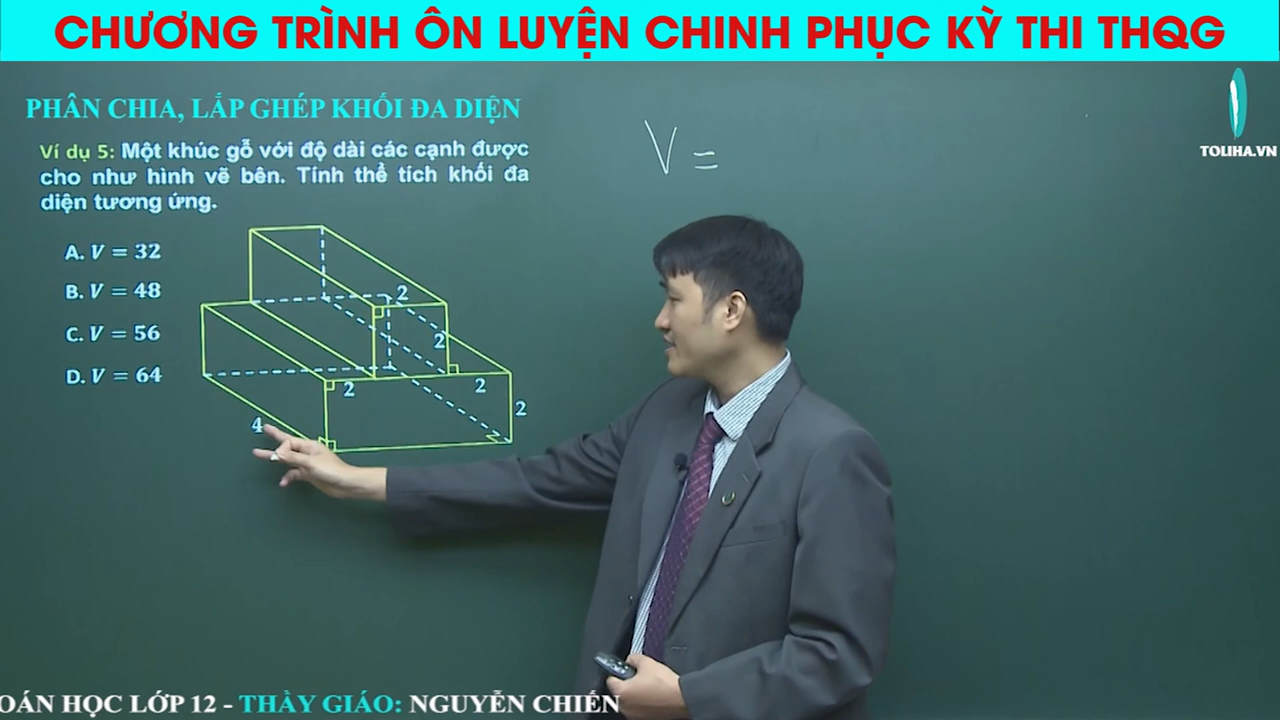 CHƯƠNG TRÌNH ÔN LUYỆN CHINH PHỤC KỲ THI THQG
TOLIHA.VN
PHÂN CHIA, LẮP GHÉP KHỐI ĐA DIỆN
Ví dụ 5: Một khúc gỗ với độ dài các cạnh được
cho như hình vẽ bên. Tính thể tích khối đa
diện tương ứng.
V =
A. V = 32
B. V = 48
C. V = 56
D. V = 64
2
2
2
2
2
4
OÁN HỌC LỚP 12 - THẦY GIÁO: NGUYỄN CHIẾN